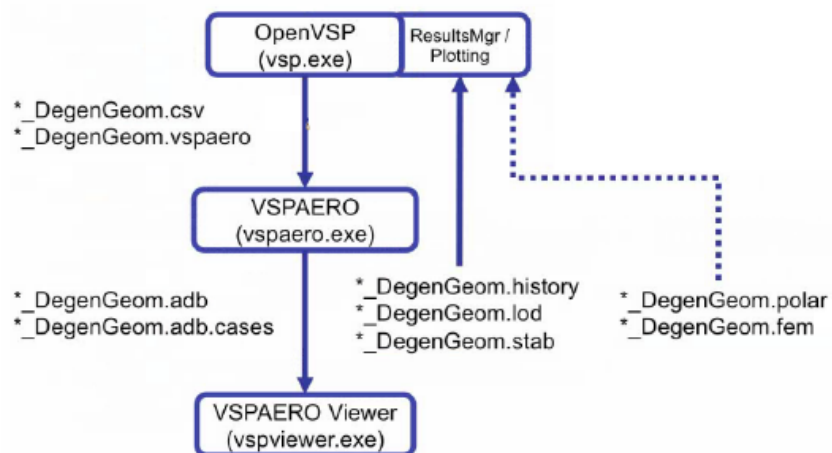 OpenVSP
(vsp.exe)
ResultsMgr /
Plotting
*_DegenGeom.csv
*_DegenGeom.vspaero
VSPAERO
(vspaero.exe)
*_DegenGeom.adb
*_DegenGeom.adb.cases
*_DegenGeom.history
*_DegenGeom.lod
*_DegenGeom.stab
*_DegenGeom.polar
*_DegenGeom.fem
VSPAERO Viewer
(vspviewer.exe)